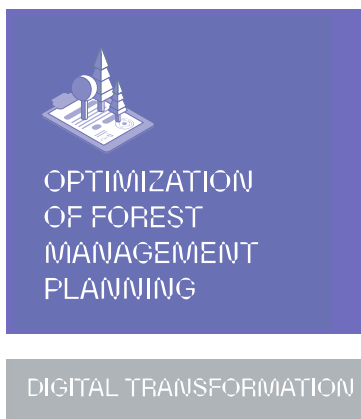 OPTIMIZATION
OF FOREST
MANAGEMENT
PLANNING
DIGITAL TRANSFORMATION